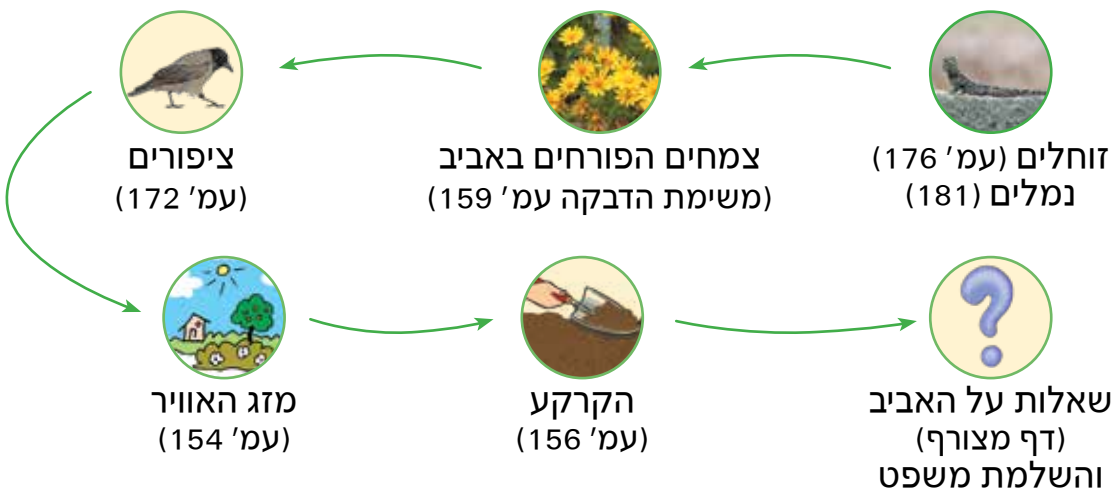 זוחלים (עמ' 176)
נמלים (181)
צמחים הפורחים באביב
(משימת הדבקה עמ' 159)
ציפורים
(עמ' 172)
מזג האוויר
(עמ' 154)
הקרקע
(עמ' 156)
שאלות על האביב
(דף מצורף)
והשלמת משפט